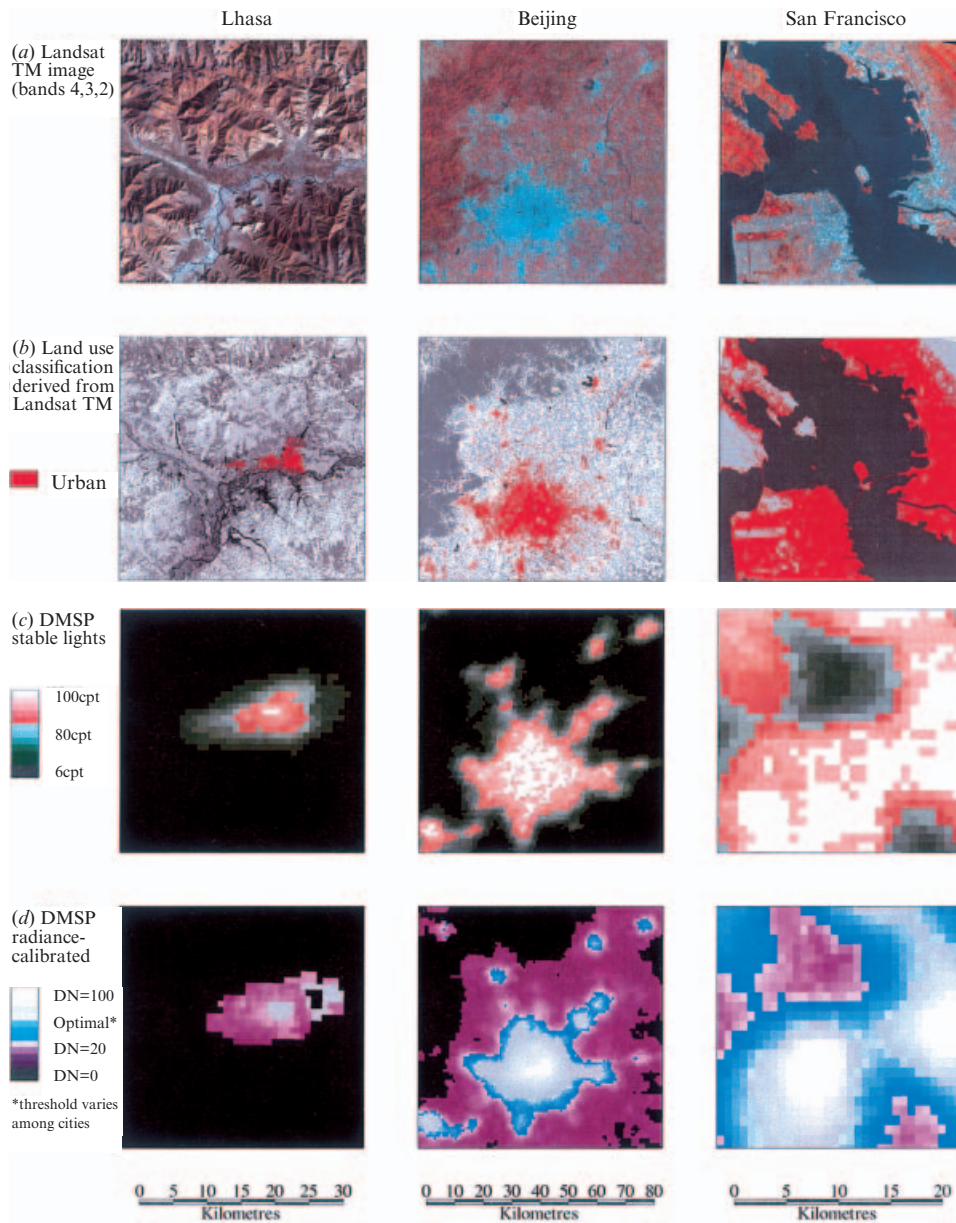 Lhasa
Beijing
San Francisco
(a) Landsat
TM image
(bands 4,3,2)
(b) Land use
classification
derived from
Landsat TM
Urban
(c) DMSP
stable lights
100cpt
80cpt
6cpt
(d) DMSP
radiance-
calibrated
DN=100
Optimal*
DN=20
DN=0
*threshold varies
among cities
0 5 10 15 20 25 30
Kilometres
0 10 20 30 40 50 60 70 80
Kilometres
0 5 10 15 20
Kilometres